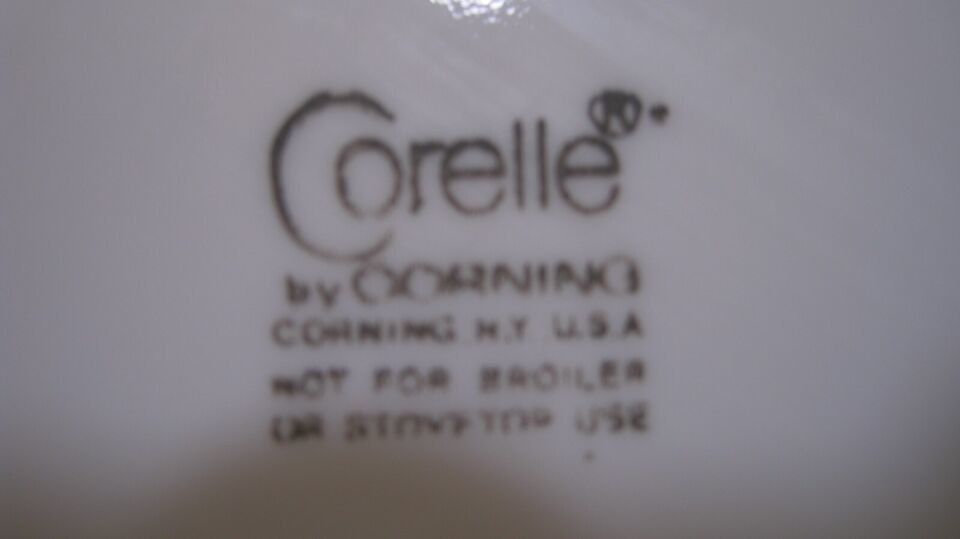 Corelle®
by CORNING
CORNING N.Y. U.S.A
NOT FOR BROILER
OR STOVETOP USE